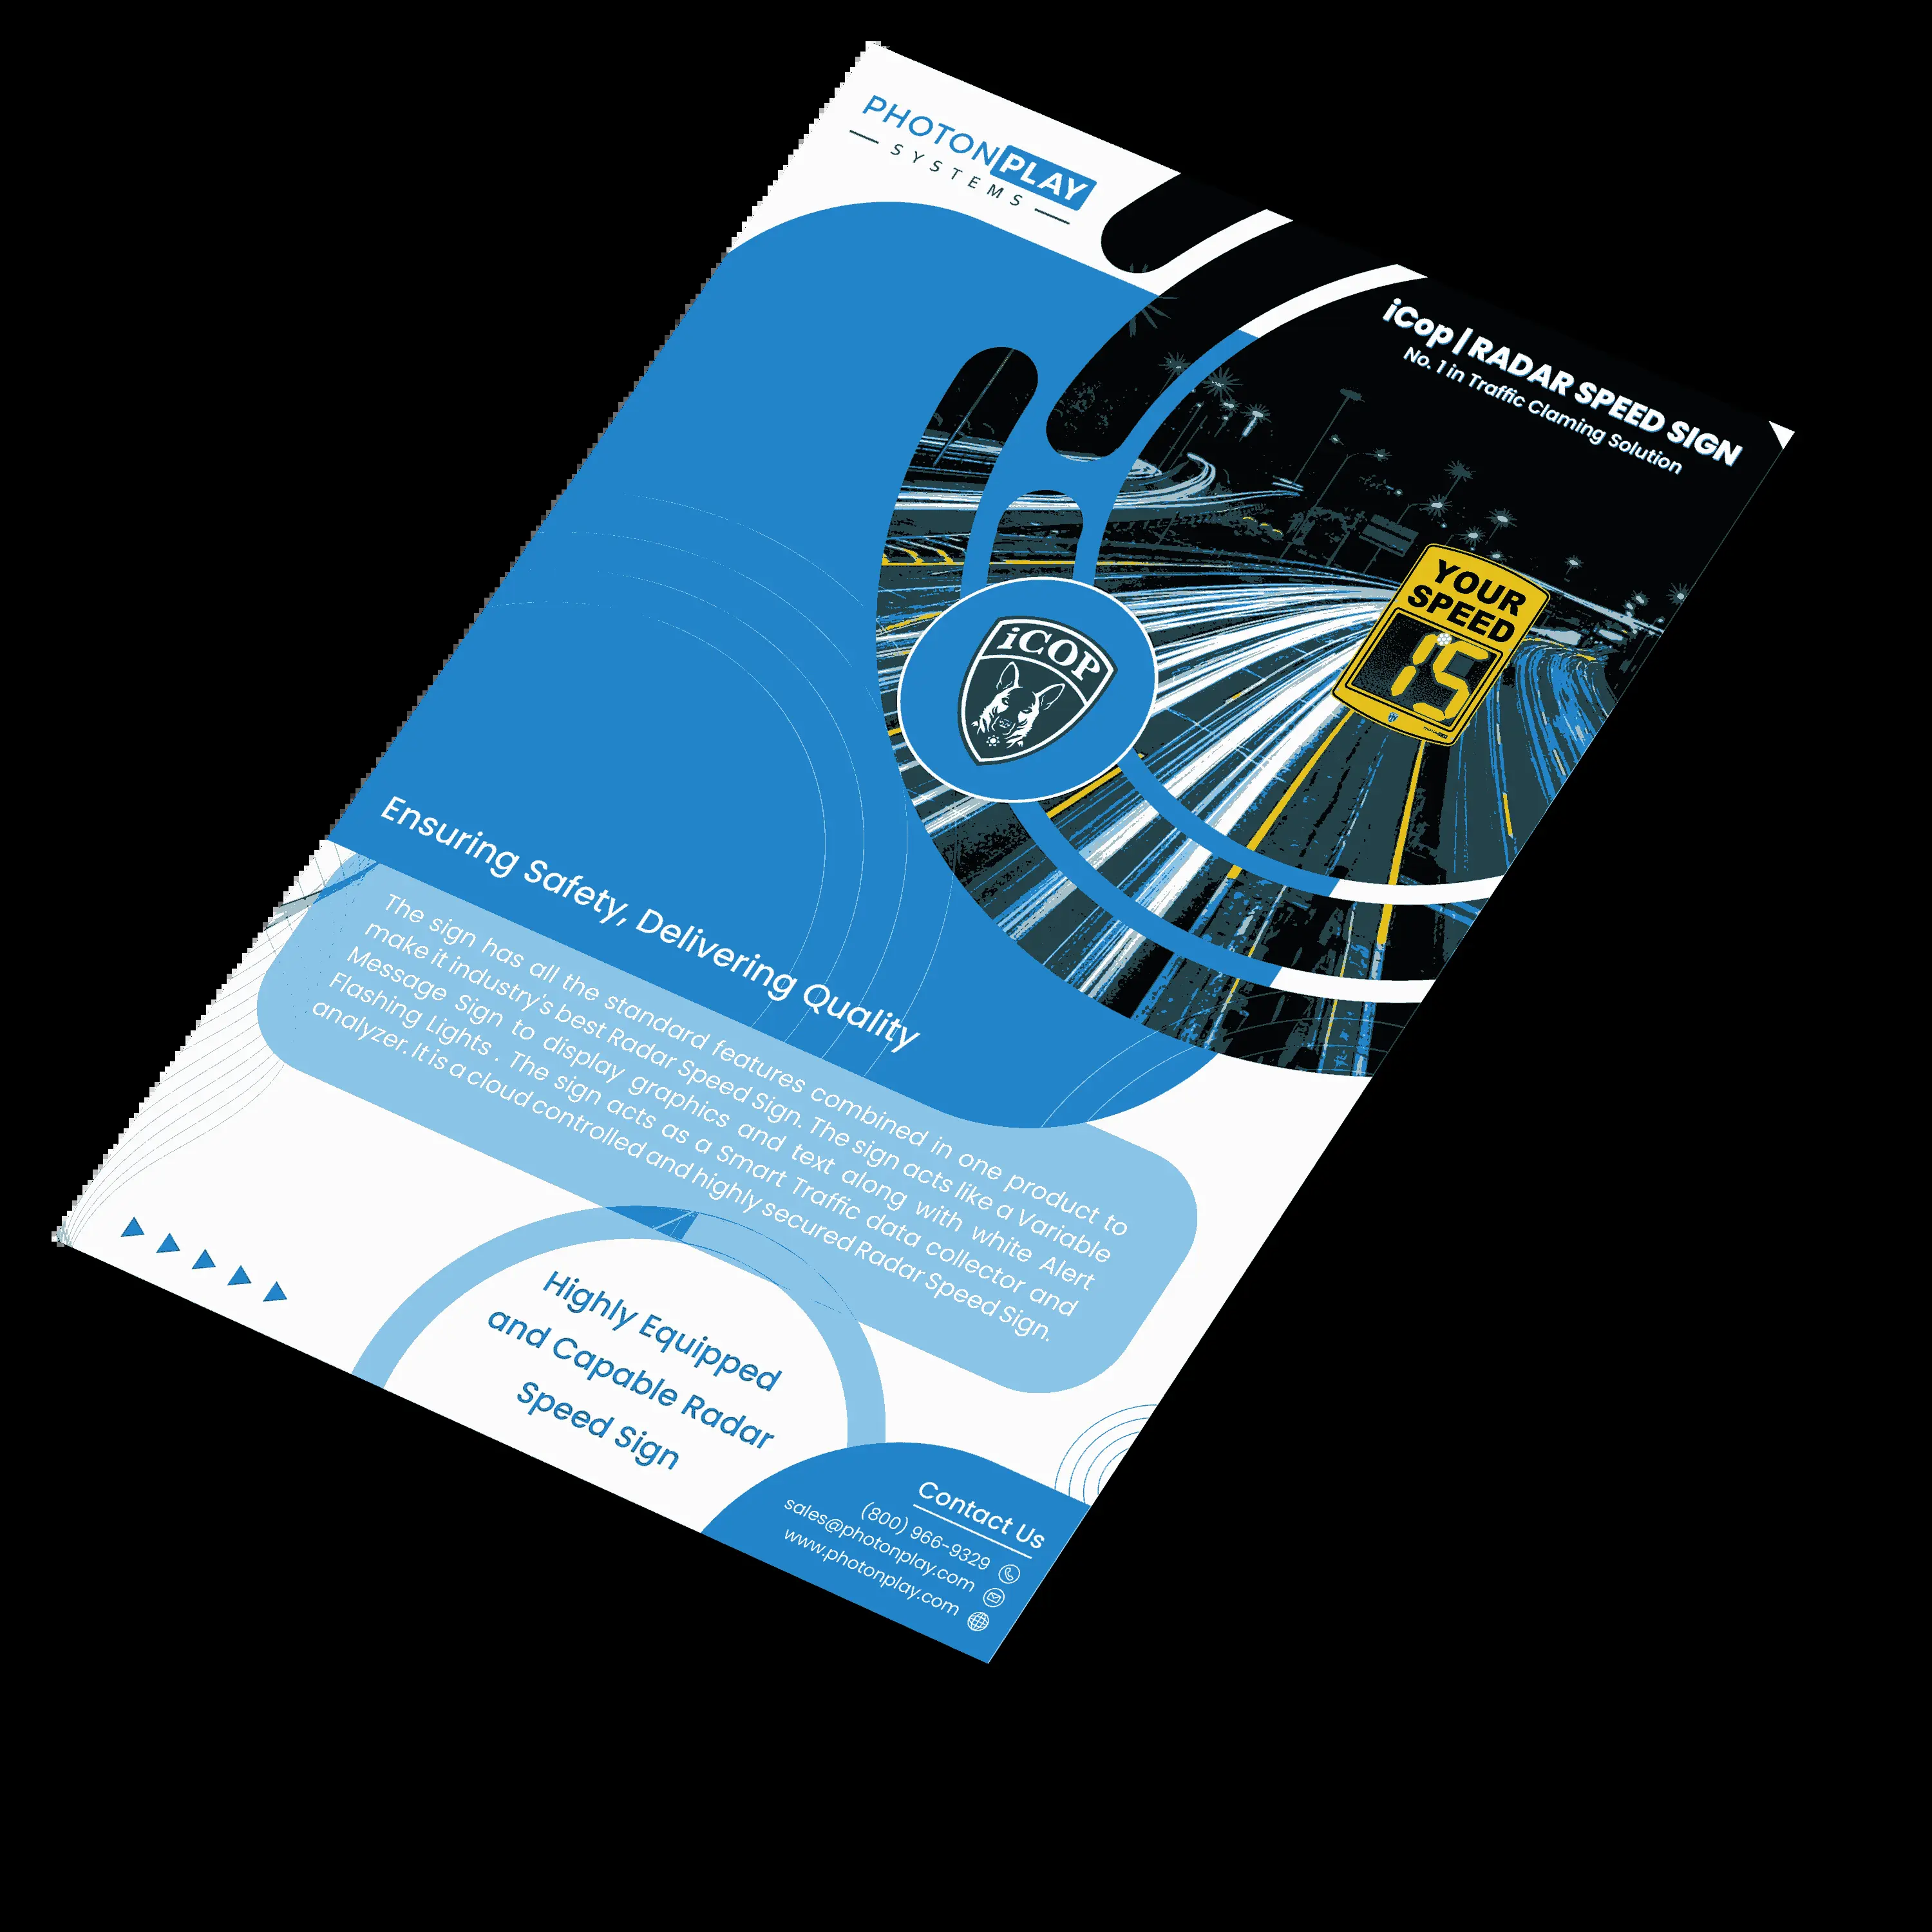 PHOTONPLAY
SYSTEMS
iCop | RADAR SPEED SIGN
No. 1 in Traffic Claming Solution
YOUR
SPEED
15
iCOP
Ensuring Safety, Delivering Quality
The sign has all the standard features combined in one product to
make it industry's best Radar Speed Sign. The sign acts like a Variable
Message Sign to display graphics and text along with white Alert
Flashing Lights . The sign acts as a Smart Traffic data collector and
analyzer. It is a cloud controlled and highly secured Radar Speed Sign.
Highly Equipped
and Capable Radar
Speed Sign
Contact Us
(800) 966-9329
sales@photonplay.com
www.photonplay.com